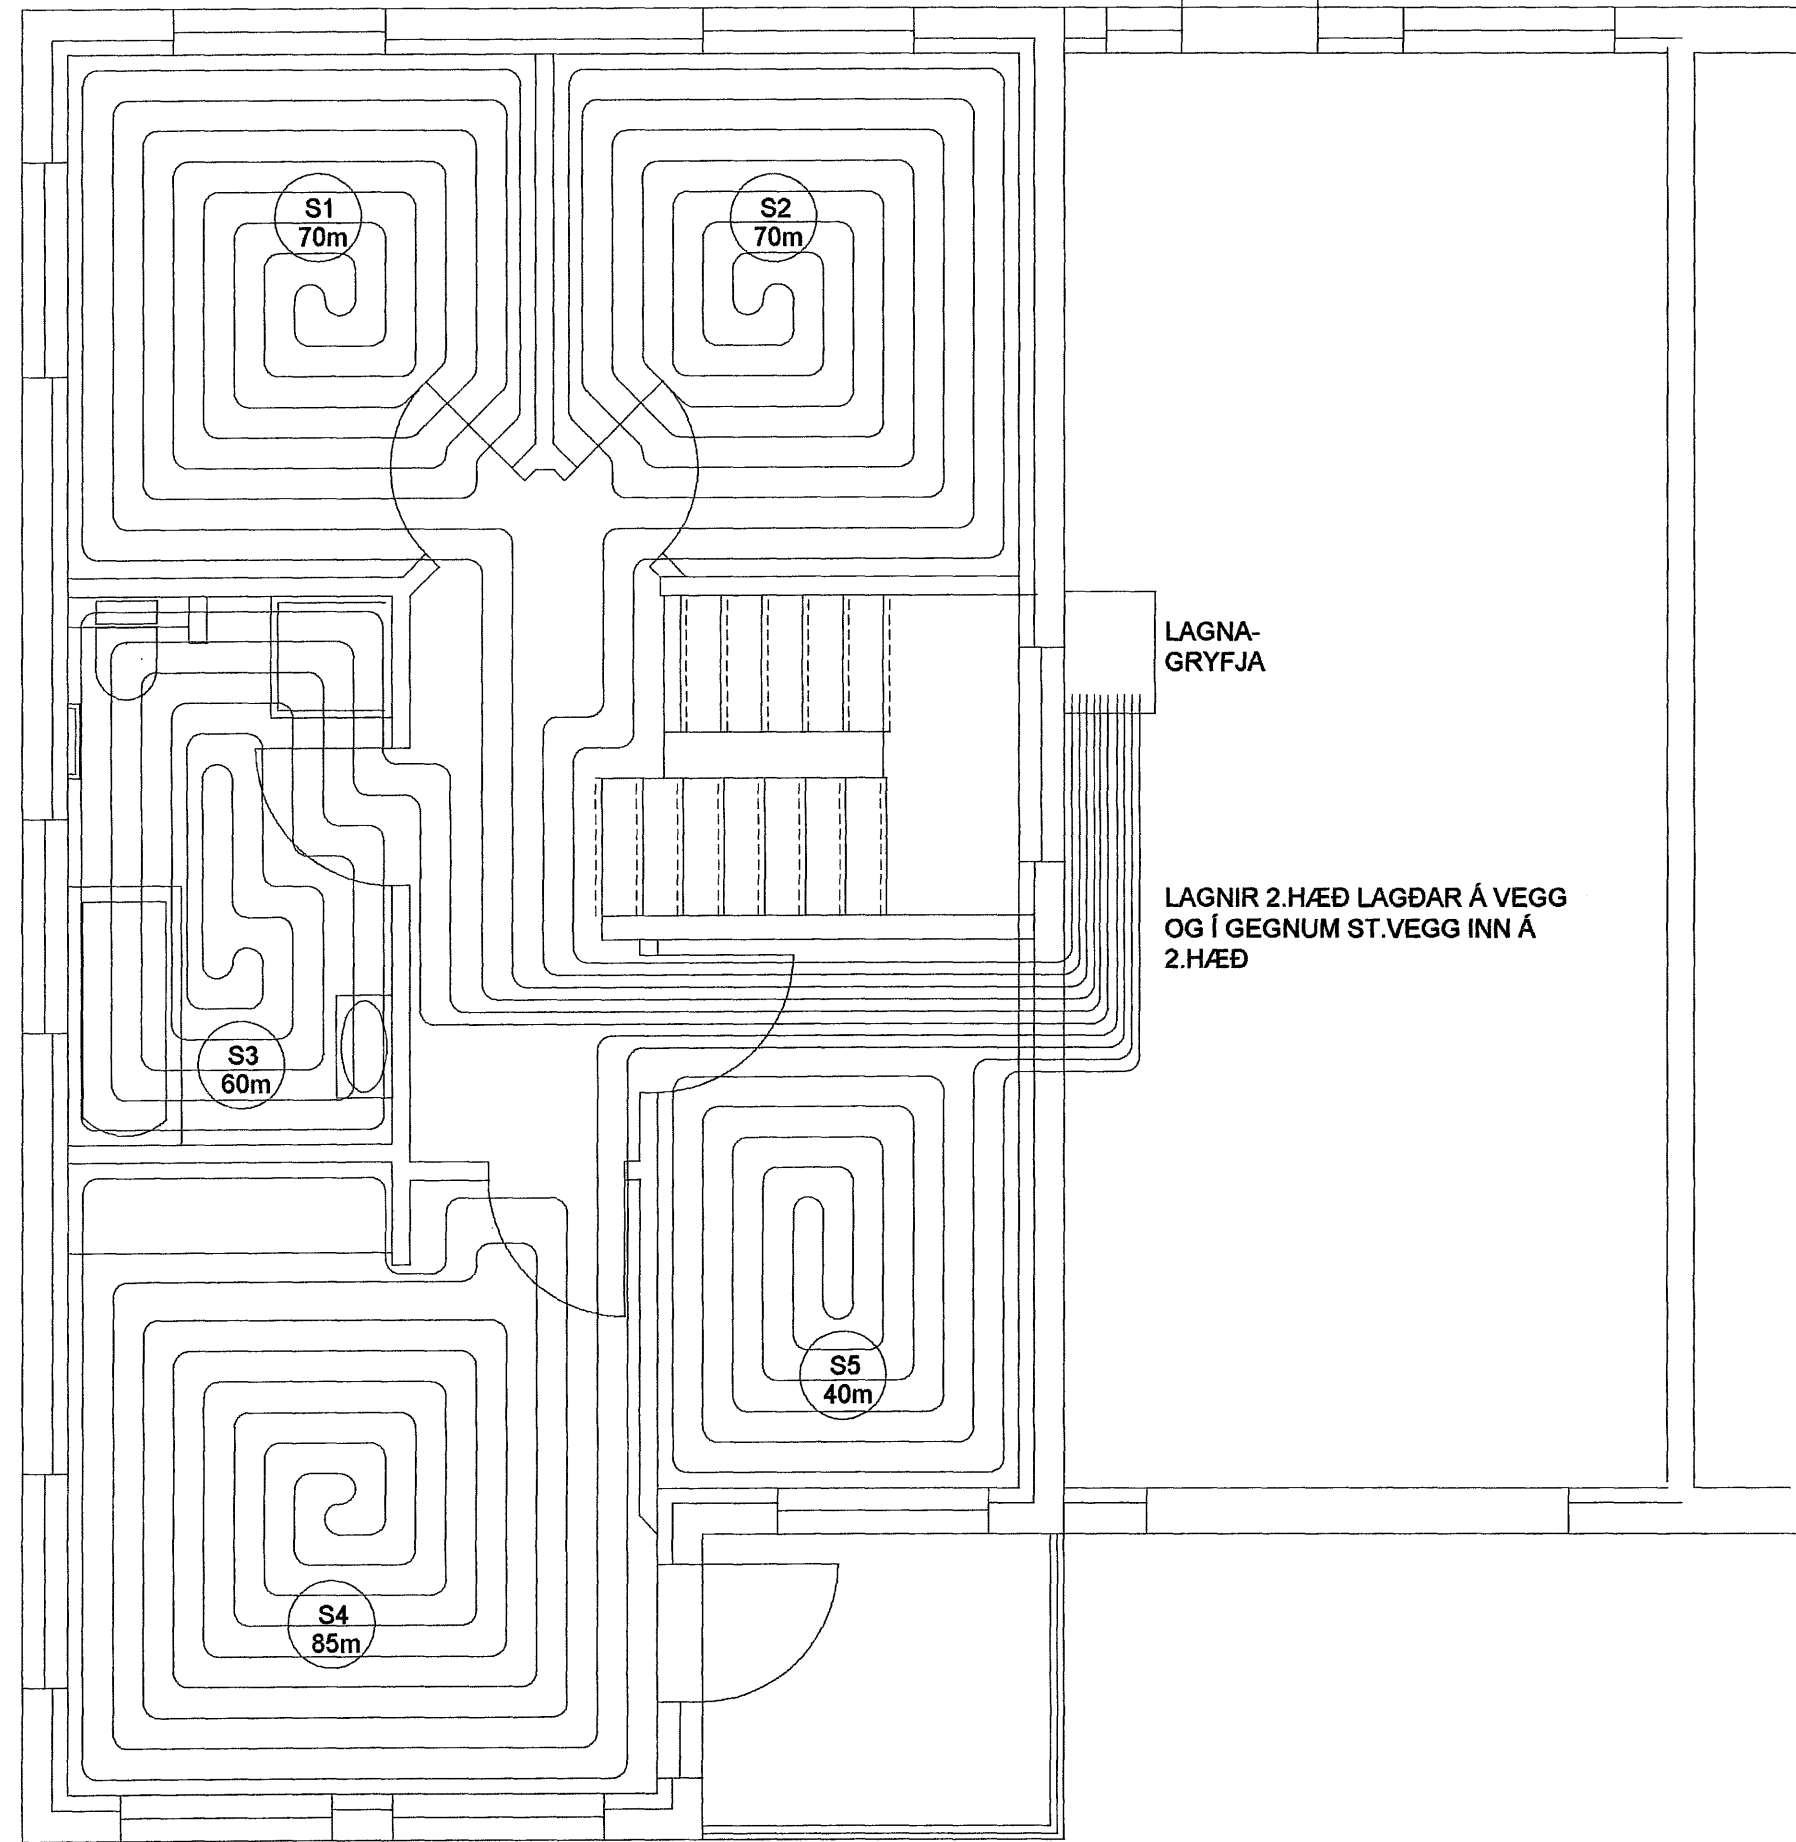 S1
70m
S2
70m
LAGNA-
GRYFJA
LAGNIR 2.HÆÐ LAGÐAR Á VEGG
OG Í GEGNUM ST.VEGG INN Á
2.HÆÐ
S3
60m
S5
40m
S4
85m